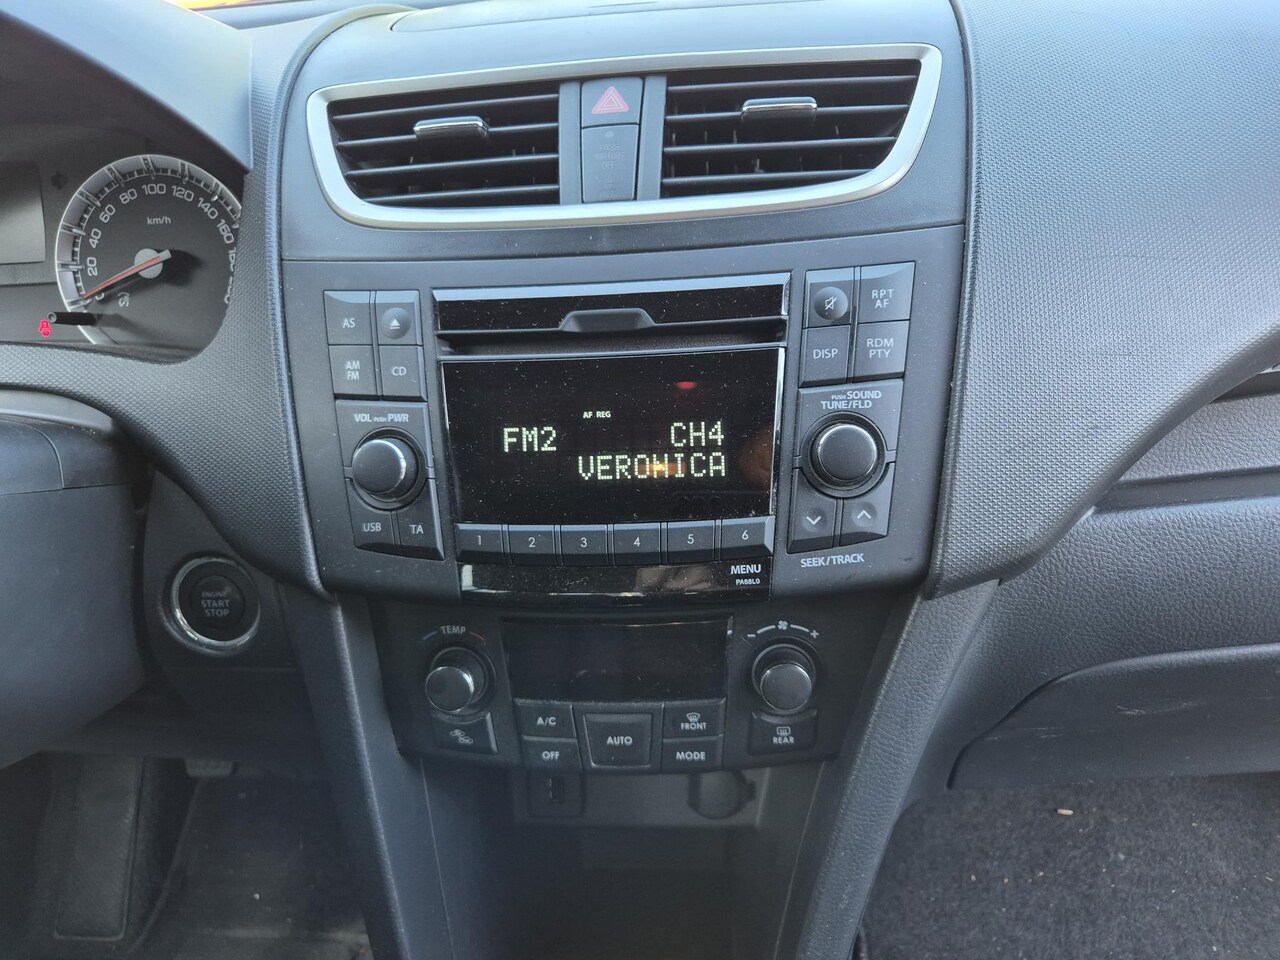 20
40
60
80
100
120
140
160
km/h
AS
AM
FM
CD
VOL PUSH PWR
USB
TA
AF REG
FM2 CH4
VERONICA
1 2 3 4 5 6
MENU
PA88L0
RPT
AF
DISP
RDM
PTY
PUSH SOUND
TUNE/FLD
SEEK/TRACK
ENGINE
START
STOP
TEMP
A/C
OFF
AUTO
FRONT
MODE
REAR
- +